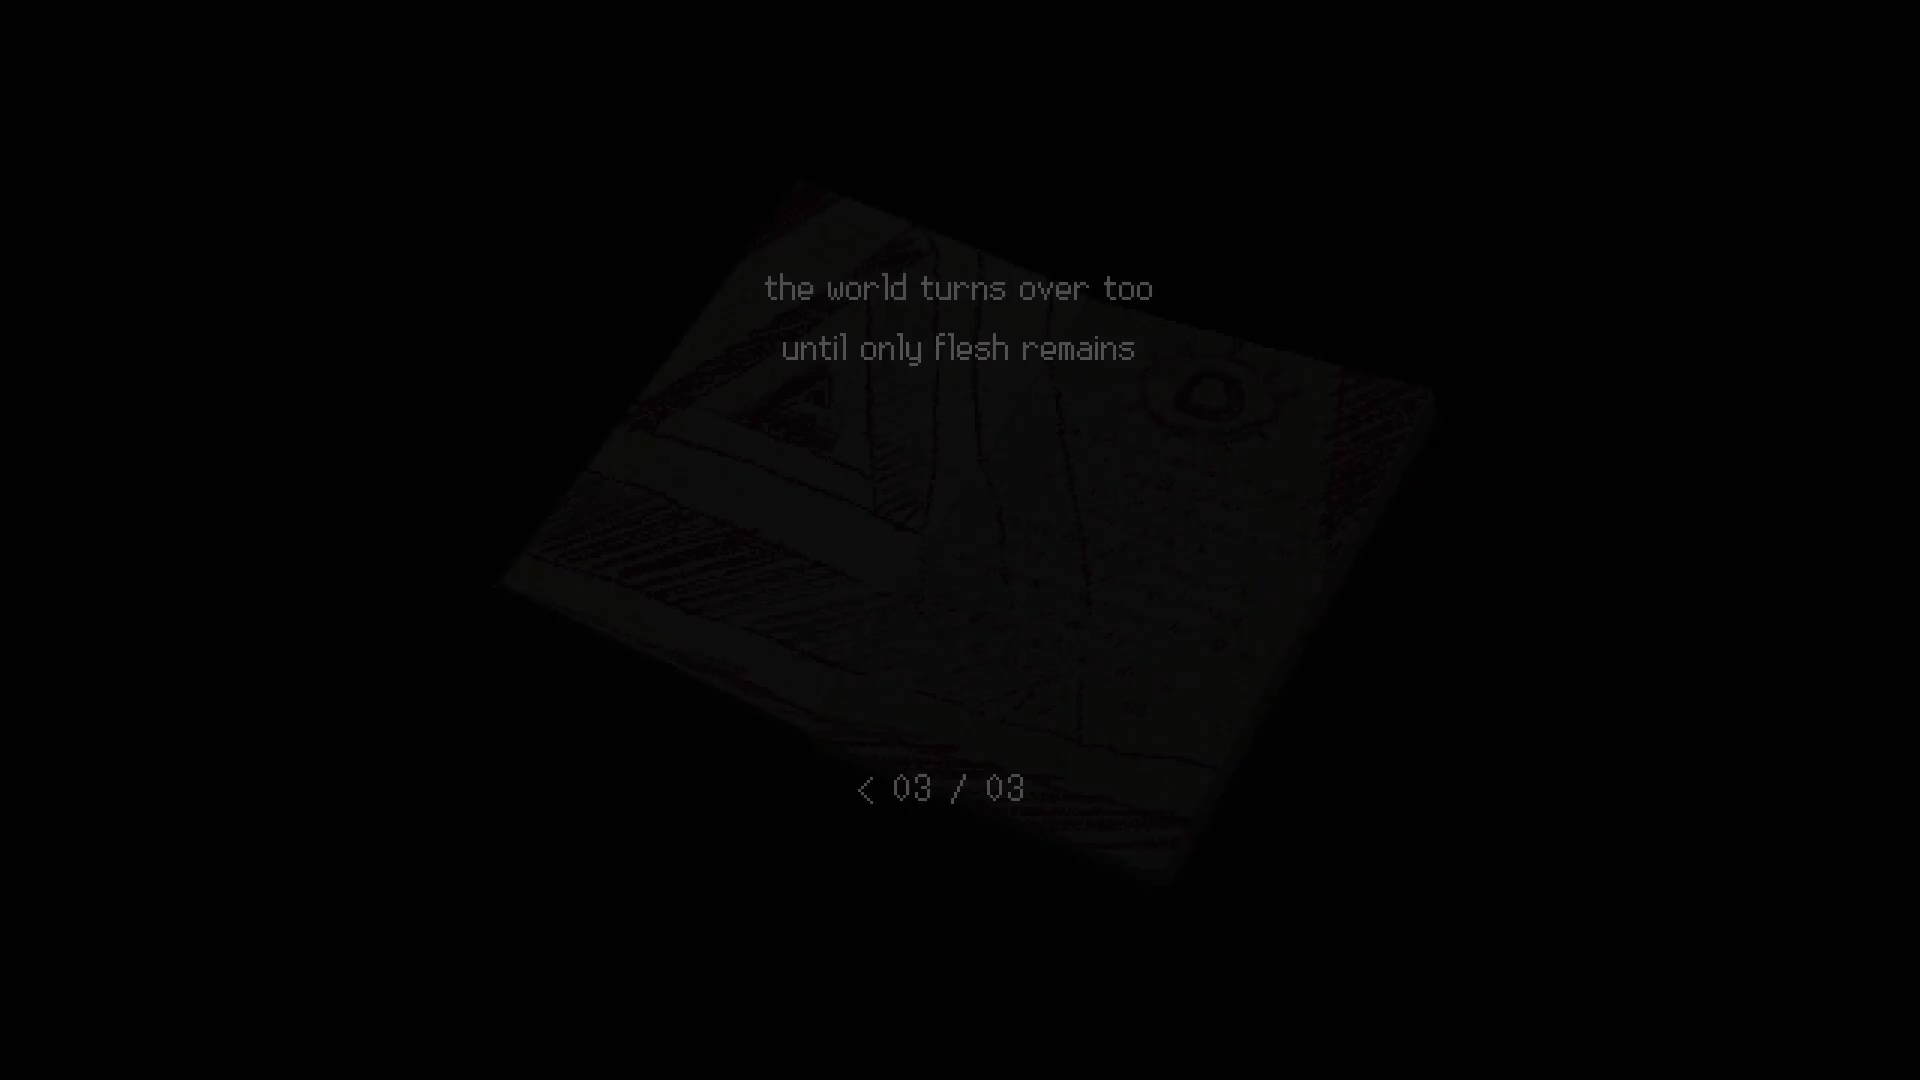 the world turns over too
until only flesh remains
< 03 / 03